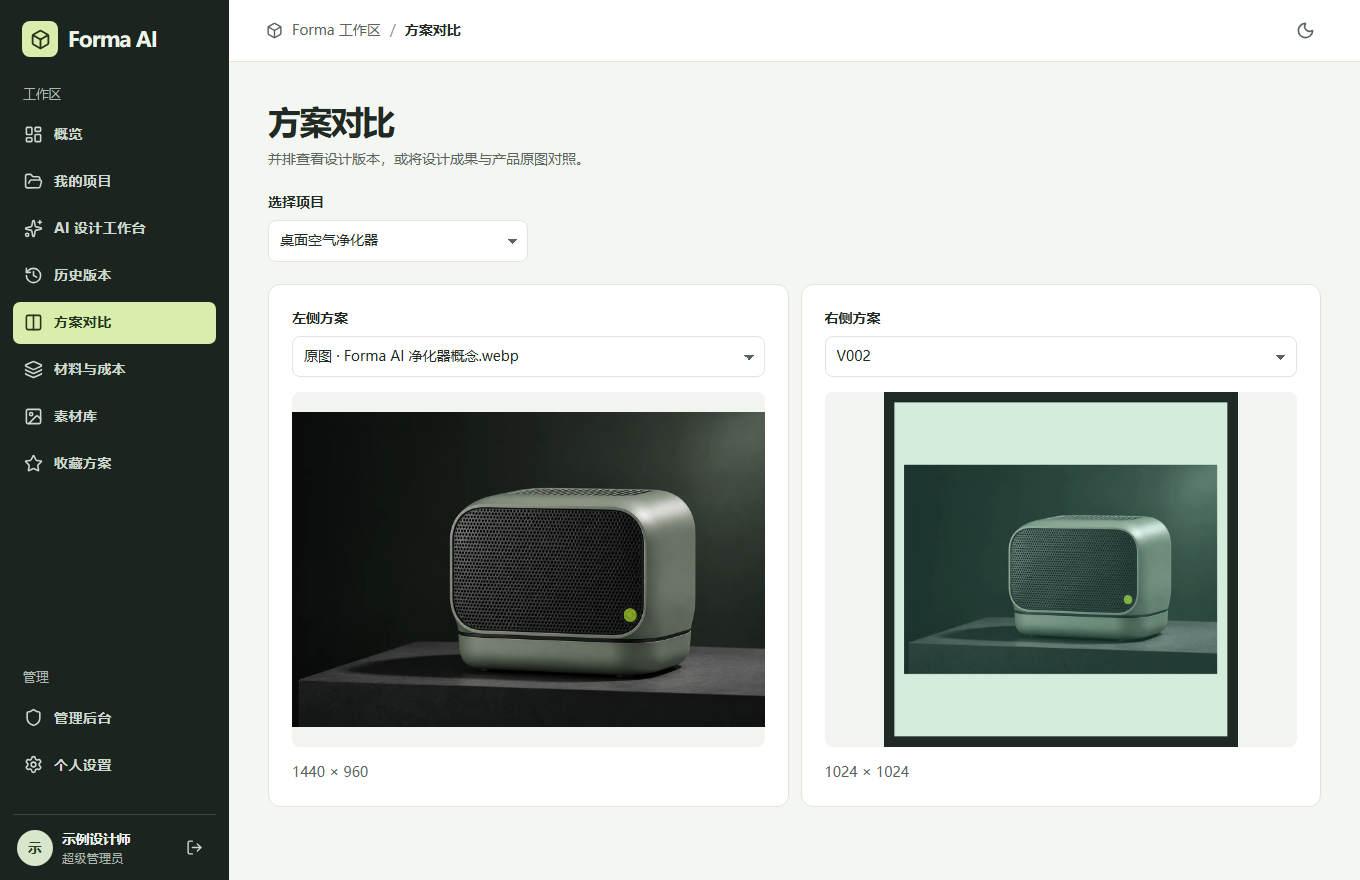 Forma AI
工作区
概览
我的项目
AI 设计工作台
历史版本
方案对比
材料与成本
素材库
收藏方案
管理
管理后台
个人设置
示
示例设计师
超级管理员
Forma 工作区 / 方案对比
方案对比
并排查看设计版本，或将设计成果与产品原图对照。
选择项目
桌面空气净化器
左侧方案
原图 · Forma AI 净化器概念.webp
1440 × 960
右侧方案
V002
1024 × 1024